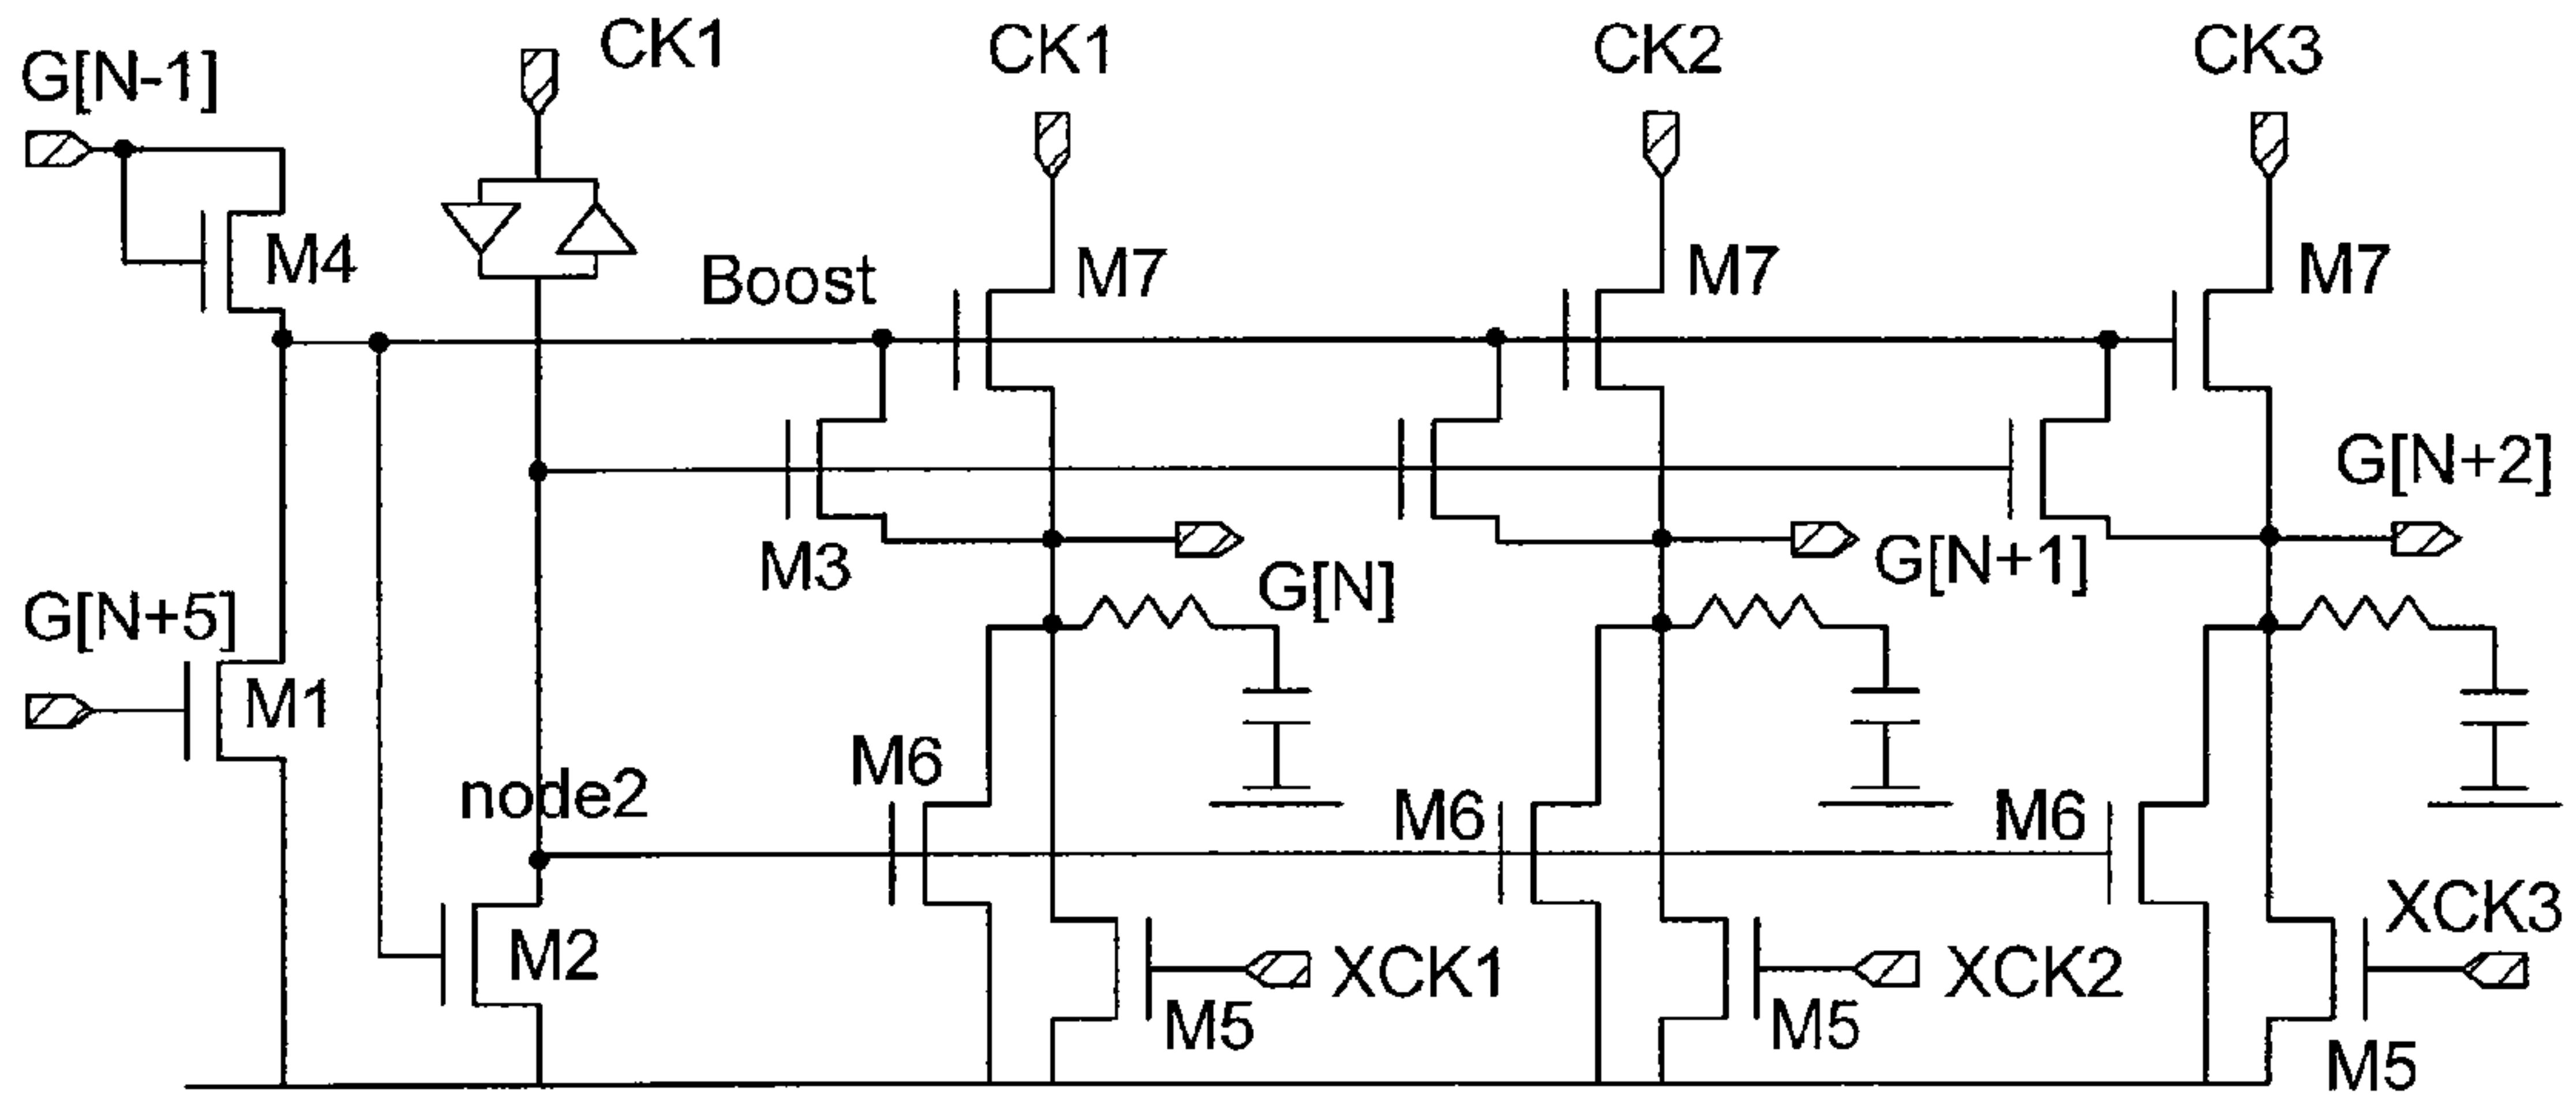 CK1
CK1
CK2
CK3
G[N-1]
M4
Boost
M7
M7
M7
G[N+2]
M3
G[N]
G[N+1]
G[N+5]
M1
M6
node2
M6
M6
M2
XCK1
XCK2
XCK3
M5
M5
M5